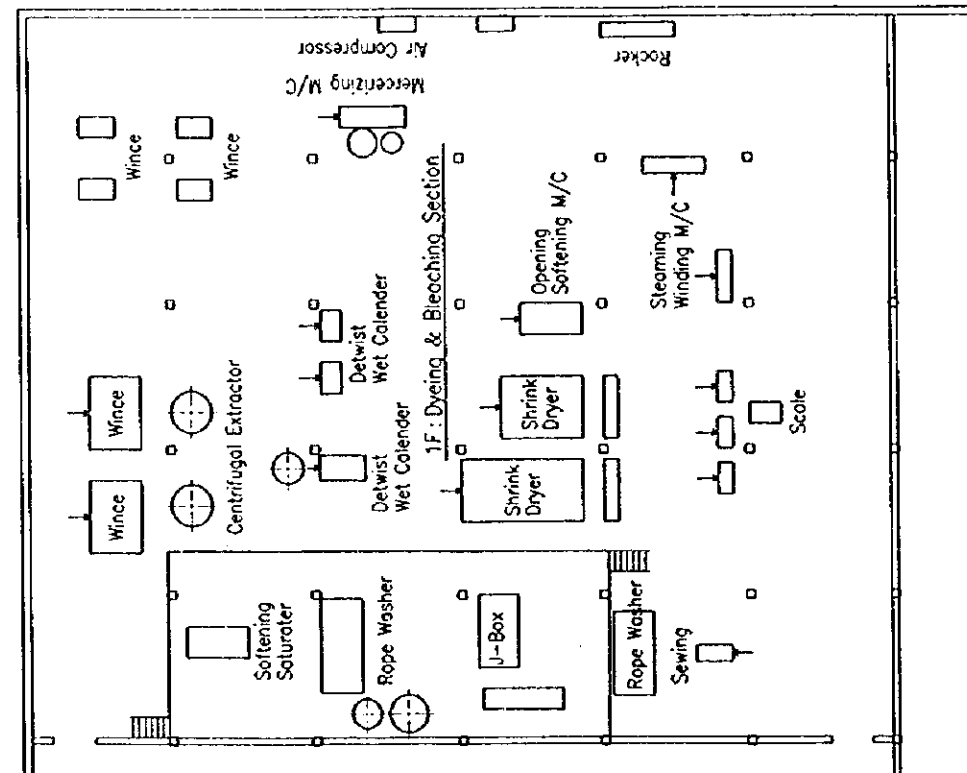 Air Compressor
Rocker
Mercerizing M/C
Wince
Wince
Steaming
Winding M/C
Opening
Softening M/C
1F : Dyeing & Bleaching Section
Detwist
Wet Calender
Wince
Centrifugal Extractor
Shrink
Dryer
Scale
Detwist
Wet Calender
Wince
Shrink
Dryer
Softening
Saturater
Rope Washer
J-Box
Rope Washer
Sewing